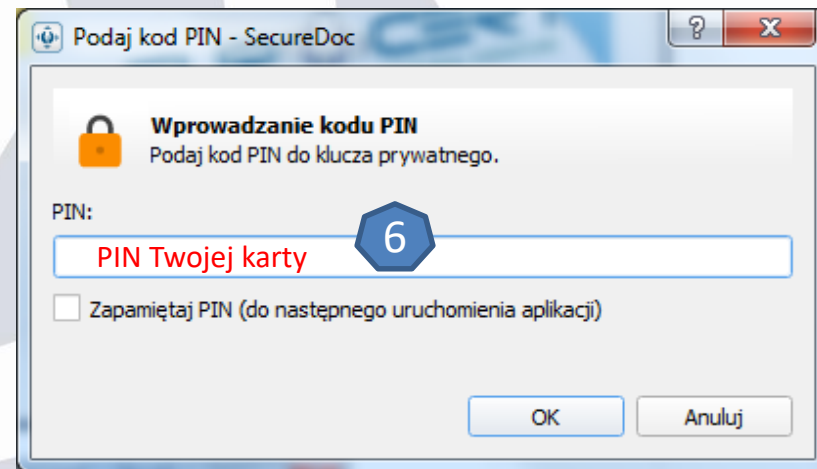 Podaj kod PIN - SecureDoc
Wprowadzanie kodu PIN
Podaj kod PIN do klucza prywatnego.
PIN:
PIN Twojej karty
6
Zapamiętaj PIN (do następnego uruchomienia aplikacji)
OK Anuluj